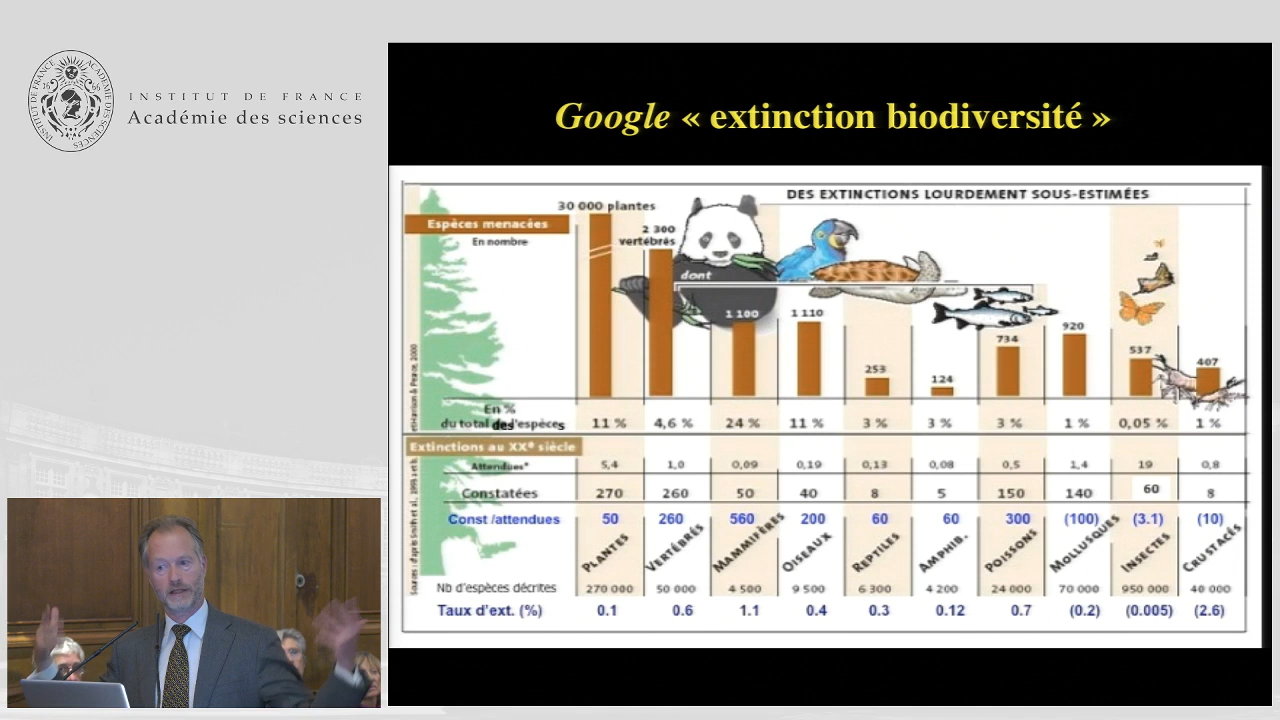 INSTITUT DE FRANCE
Académie des sciences
Google « extinction biodiversité »
DES EXTINCTIONS LOURDEMENT SOUS-ESTIMÉES
30 000 plantes
Espèces menacées
En nombre
2 300
vertébrés
dont
1 100
1 110
253
124
734
920
537
407
En %
du total des d'espèces
11 % 4,6 % 24 % 11 % 3 % 3 % 3 % 1 % 0,05 % 1 %
Extinctions au XXe siècle
Attendues* 5,4 1,0 0,09 0,19 0,13 0,08 0,5 1,4 19 0,8
Constatées 270 260 50 40 8 5 150 140 60 8
Const /attendues 50 260 560 200 60 60 300 (100) (3.1) (10)
PLANTES VERTÉBRÉS MAMMIFÈRES OISEAUX REPTILES AMPHIB. POISSONS MOLLUSQUES INSECTES CRUSTACÉS
Nb d'espèces décrites 270 000 50 000 4 500 9 500 6 300 4 200 24 000 70 000 950 000 40 000
Taux d'ext. (%) 0.1 0.6 1.1 0.4 0.3 0.12 0.7 (0.2) (0.005) (2.6)